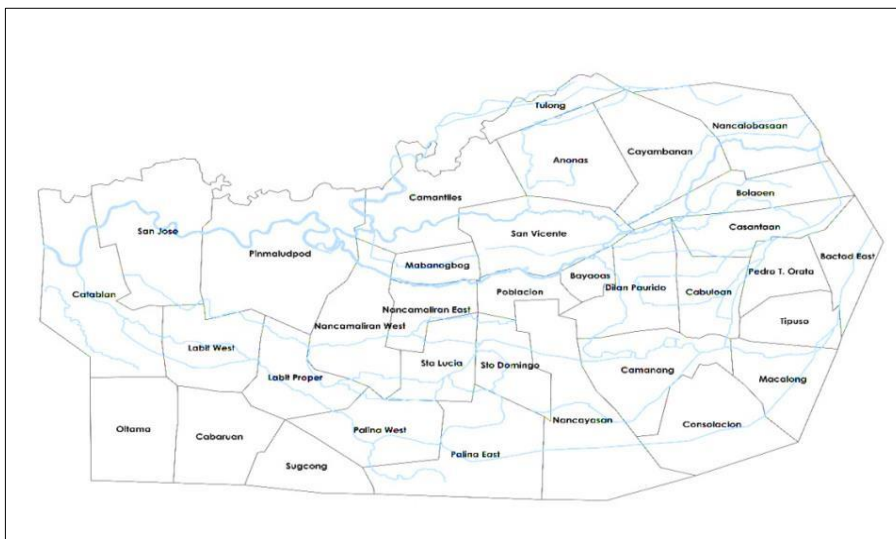 Tulong
Nancalobasaan
Cayambanan
Ananas
Bolaoen
Camantiles
Casantaan
San Vicente
San Jose
Pinmaludpod
Bactad East
Mabanogbog
Pedro T. Orata
Bayaoas
Dilan Paurido
Cabuloan
Poblacion
Catablan
Nancamaliran East
Tipuso
Nancamaliran West
Labit West
Sta Lucia
Sto Domingo
Camanang
Labit Proper
Macalong
Nancayasan
Consolacion
Oltama
Palina West
Cabaruan
Palina East
Sugcong